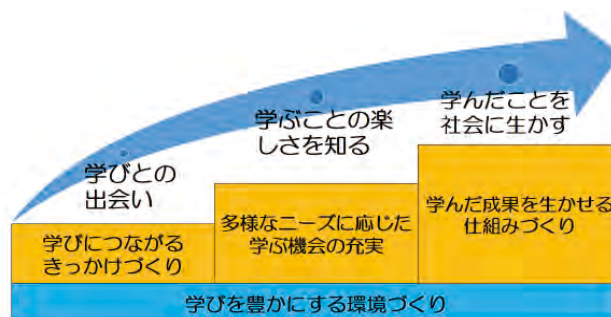 学びとの
出会い
学ぶことの楽
しさを知る
学んだことを
社会に生かす
学びにつながる
きっかけづくり
多様なニーズに応じた
学ぶ機会の充実
学んだ成果を生かせる
仕組みづくり
学びを豊かにする環境づくり